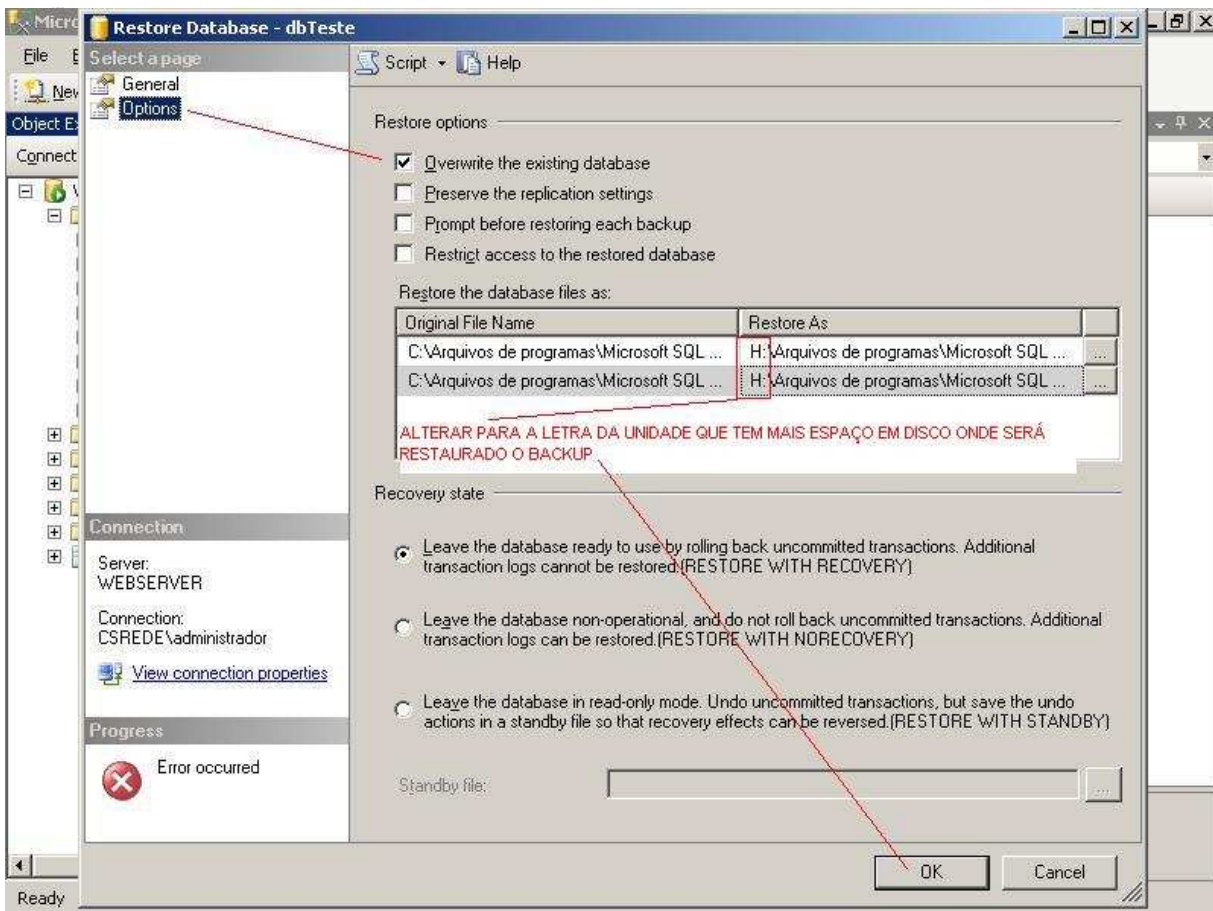 Micro
Restore Database - dbTeste
File
Select a page
Script
Help
General
New
Options
Object Ex
Restore options
Connect
Overwrite the existing database
Preserve the replication settings
Prompt before restoring each backup
Restrict access to the restored database
Restore the database files as:
Original File Name
Restore As
C:\Arquivos de programas\Microsoft SQL ...
H:\Arquivos de programas\Microsoft SQL ...
...
C:\Arquivos de programas\Microsoft SQL ...
H:\Arquivos de programas\Microsoft SQL ...
...
ALTERAR PARA A LETRA DA UNIDADE QUE TEM MAIS ESPAÇO EM DISCO ONDE SERÁ
RESTAURADO O BACKUP
Recovery state
Connection
Leave the database ready to use by rolling back uncommitted transactions. Additional
transaction logs cannot be restored.(RESTORE WITH RECOVERY)
Server:
WEBSERVER
Connection:
CSREDE\administrador
Leave the database non-operational, and do not roll back uncommitted transactions. Additional
transaction logs can be restored.(RESTORE WITH NORECOVERY)
View connection properties
Leave the database in read-only mode. Undo uncommitted transactions, but save the undo
actions in a standby file so that recovery effects can be reversed.(RESTORE WITH STANDBY)
Progress
Error occurred
Standby file:
...
OK
Cancel
Ready